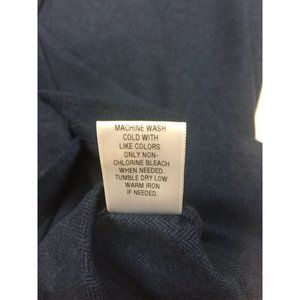 MACHINE WASH
COLD WITH
LIKE COLORS.
ONLY NON-
CHLORINE BLEACH
WHEN NEEDED.
TUMBLE DRY LOW.
WARM IRON
IF NEEDED.